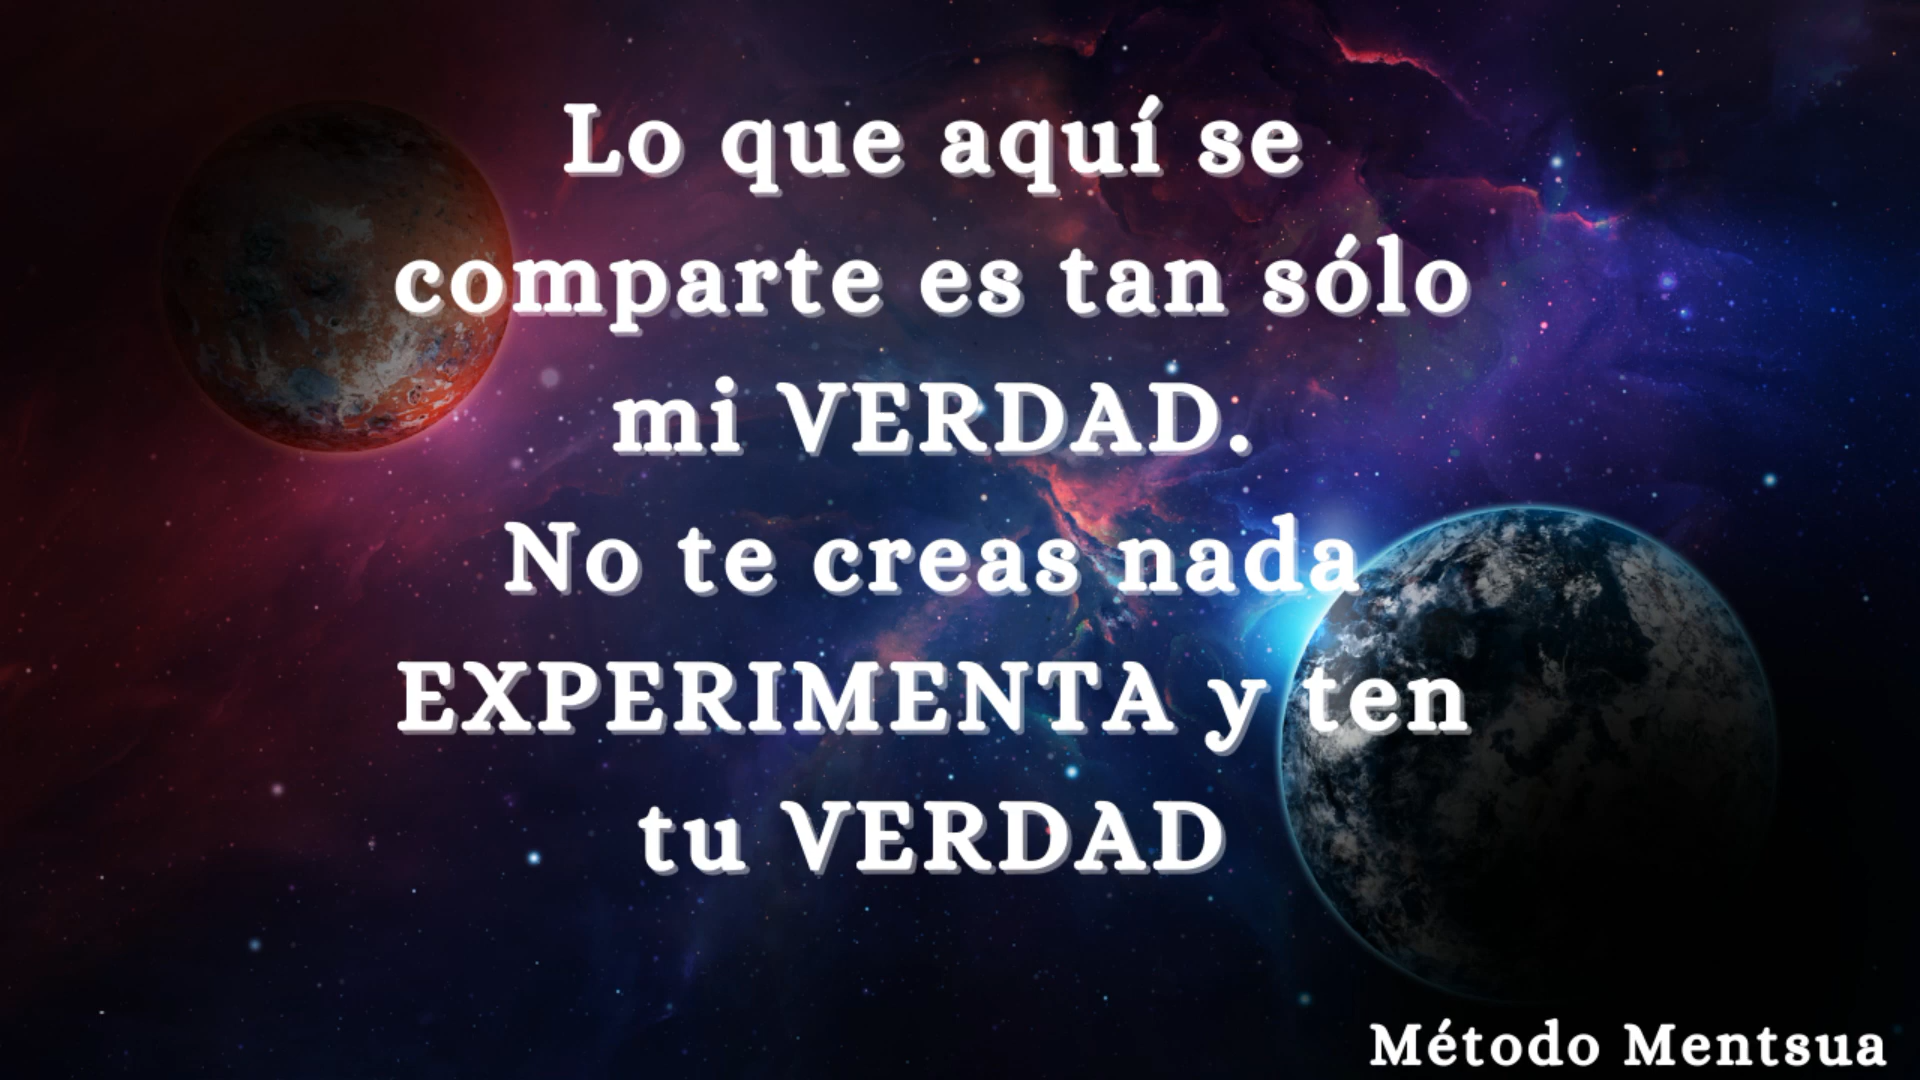 Lo que aquí se
comparte es tan sólo
mi VERDAD.
No te creas nada
EXPERIMENTA y ten
tu VERDAD
Método Mentsua